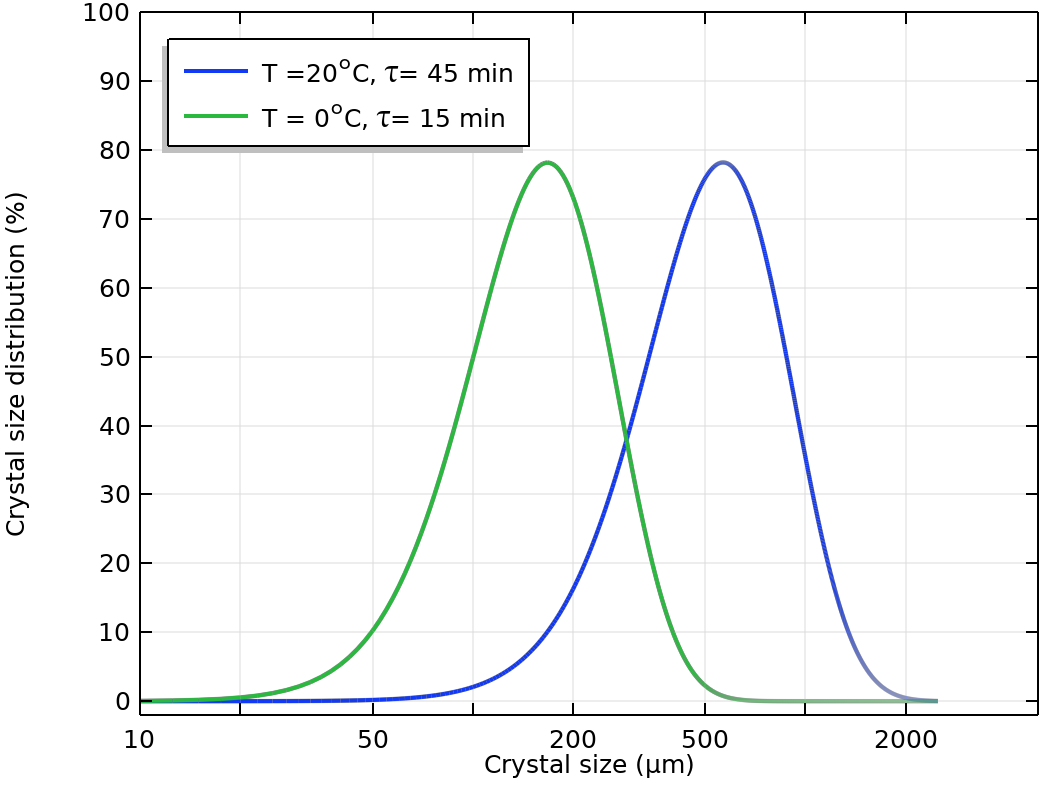 100
90
80
70
60
50
40
30
20
10
0
Crystal size distribution (%)
T =20°C, τ= 45 min
T = 0°C, τ= 15 min
10 50 200 500 2000
Crystal size (µm)